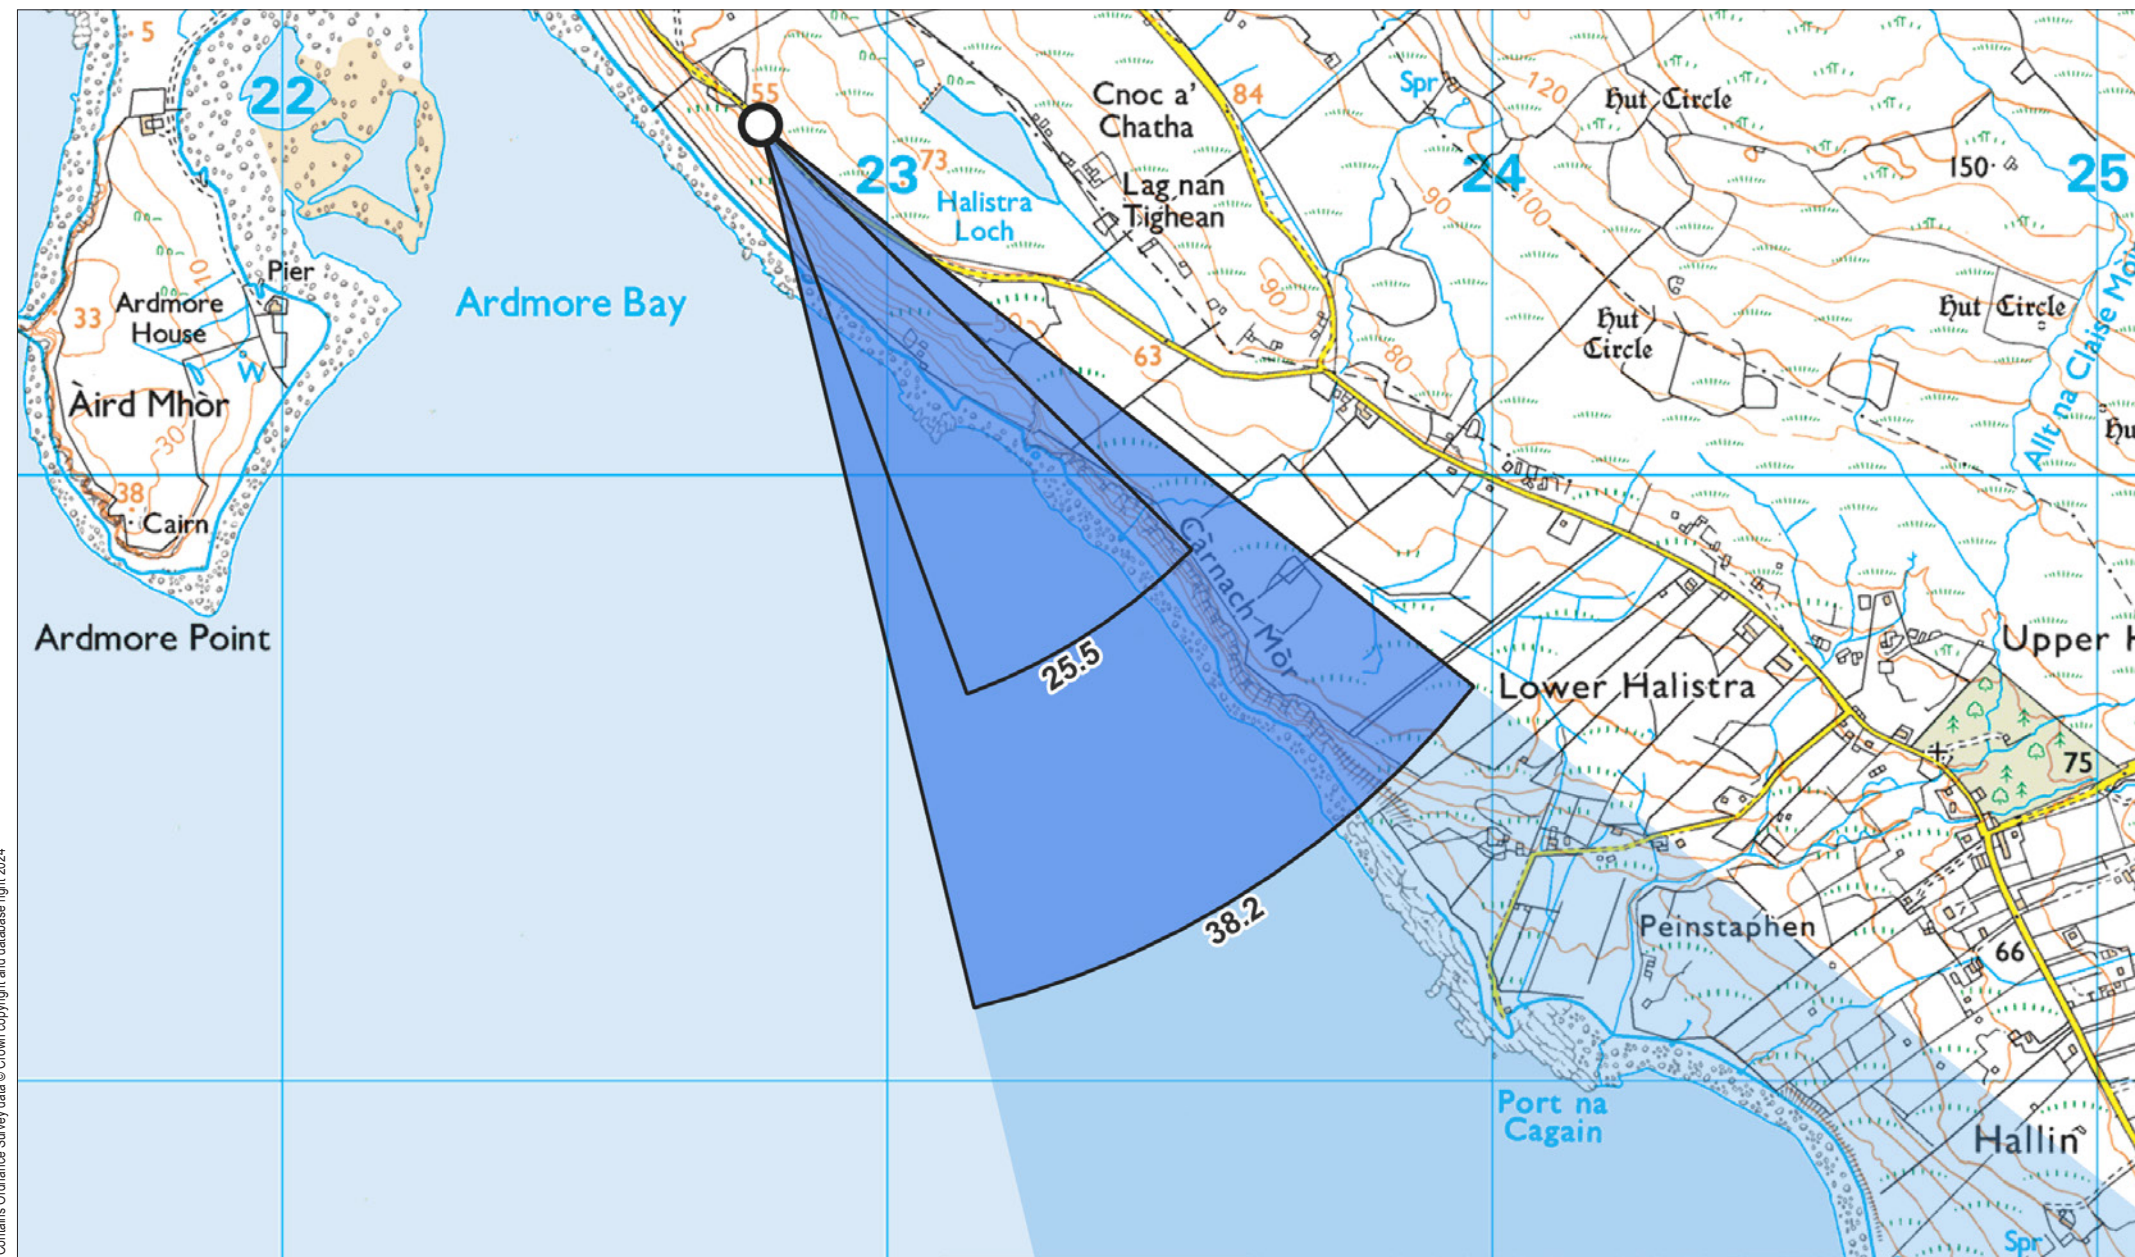 5
22
55
84
Spr
120
Cnoc a'
Chatha
Hut Circle
23
73
24
90
100
150
25
Lag nan
Tighean
Halistra
Loch
10
Pier
Ardmore
House
33
W
Ardmore Bay
90
63
80
Hut
Circle
Hut Circle
Allt na Claise Mòi
Hu
50
Àird Mhòr
30
38
Cairn
Ardmore Point
Càrnach Mòr
25.5
Lower Halistra
Upper H
75
38.2
Peinstaphen
66
Port na
Cagain
Hallin
Spr
Contains Ordnance Survey data © Crown copyright and database right 2024